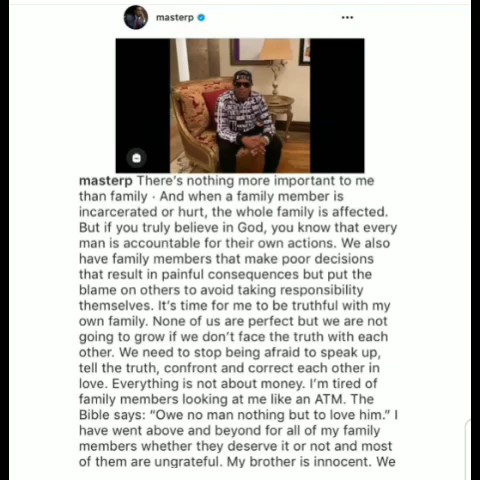 masterp
masterp There's nothing more important to me
than family · And when a family member is
incarcerated or hurt, the whole family is affected.
But if you truly believe in God, you know that every
man is accountable for their own actions. We also
have family members that make poor decisions
that result in painful consequences but put the
blame on others to avoid taking responsibility
themselves. It's time for me to be truthful with my
own family. None of us are perfect but we are not
going to grow if we don't face the truth with each
other. We need to stop being afraid to speak up,
tell the truth, confront and correct each other in
love. Everything is not about money. I'm tired of
family members looking at me like an ATM. The
Bible says: “Owe no man nothing but to love him.” I
have went above and beyond for all of my family
members whether they deserve it or not and most
of them are ungrateful. My brother is innocent. We